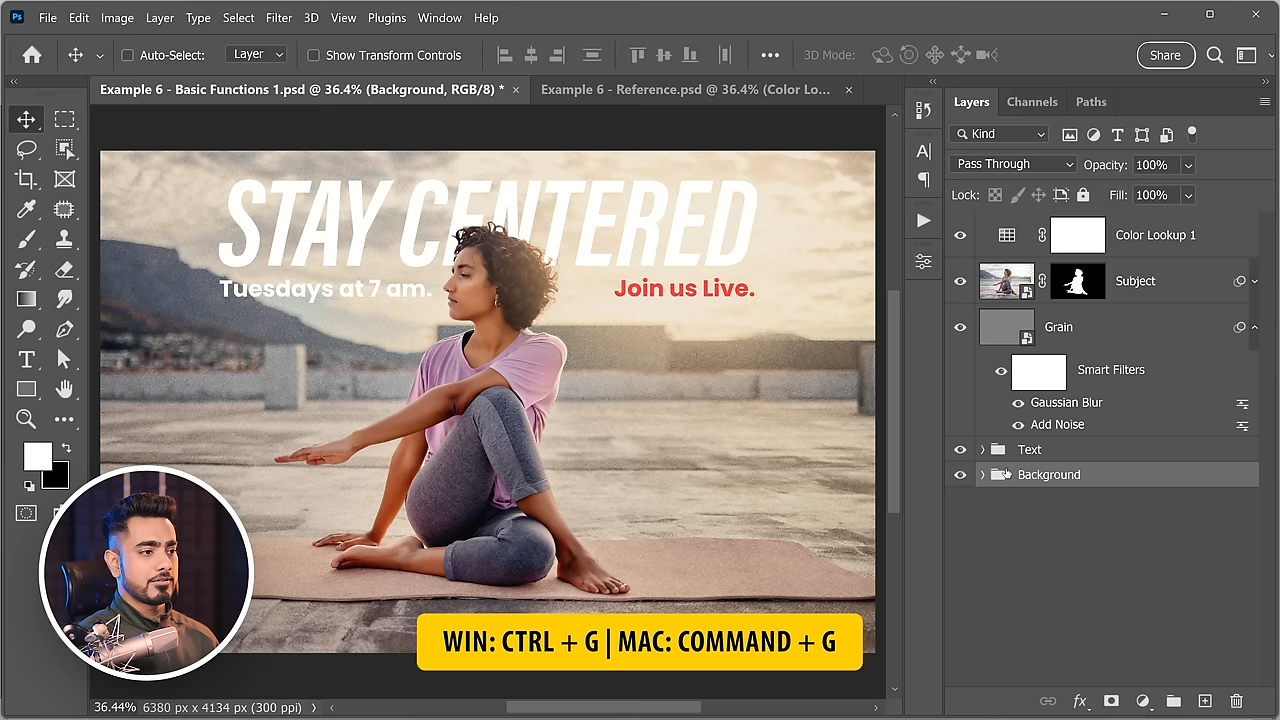 Ps File Edit Image Layer Type Select Filter 3D View Plugins Window Help
Auto-Select: Layer Show Transform Controls 3D Mode: Share
Example 6 - Basic Functions 1.psd @ 36.4% (Background, RGB/8) * × Example 6 - Reference.psd @ 36.4% (Color Lo... ×
Layers Channels Paths
Kind
Pass Through Opacity: 100%
Lock: Fill: 100%
STAY CENTERED
Tuesdays at 7 am. Join us Live.
Color Lookup 1
Subject
Grain
Smart Filters
Gaussian Blur
Add Noise
Text
Background
WIN: CTRL + G | MAC: COMMAND + G
36.44% 6380 px x 4134 px (300 ppi)